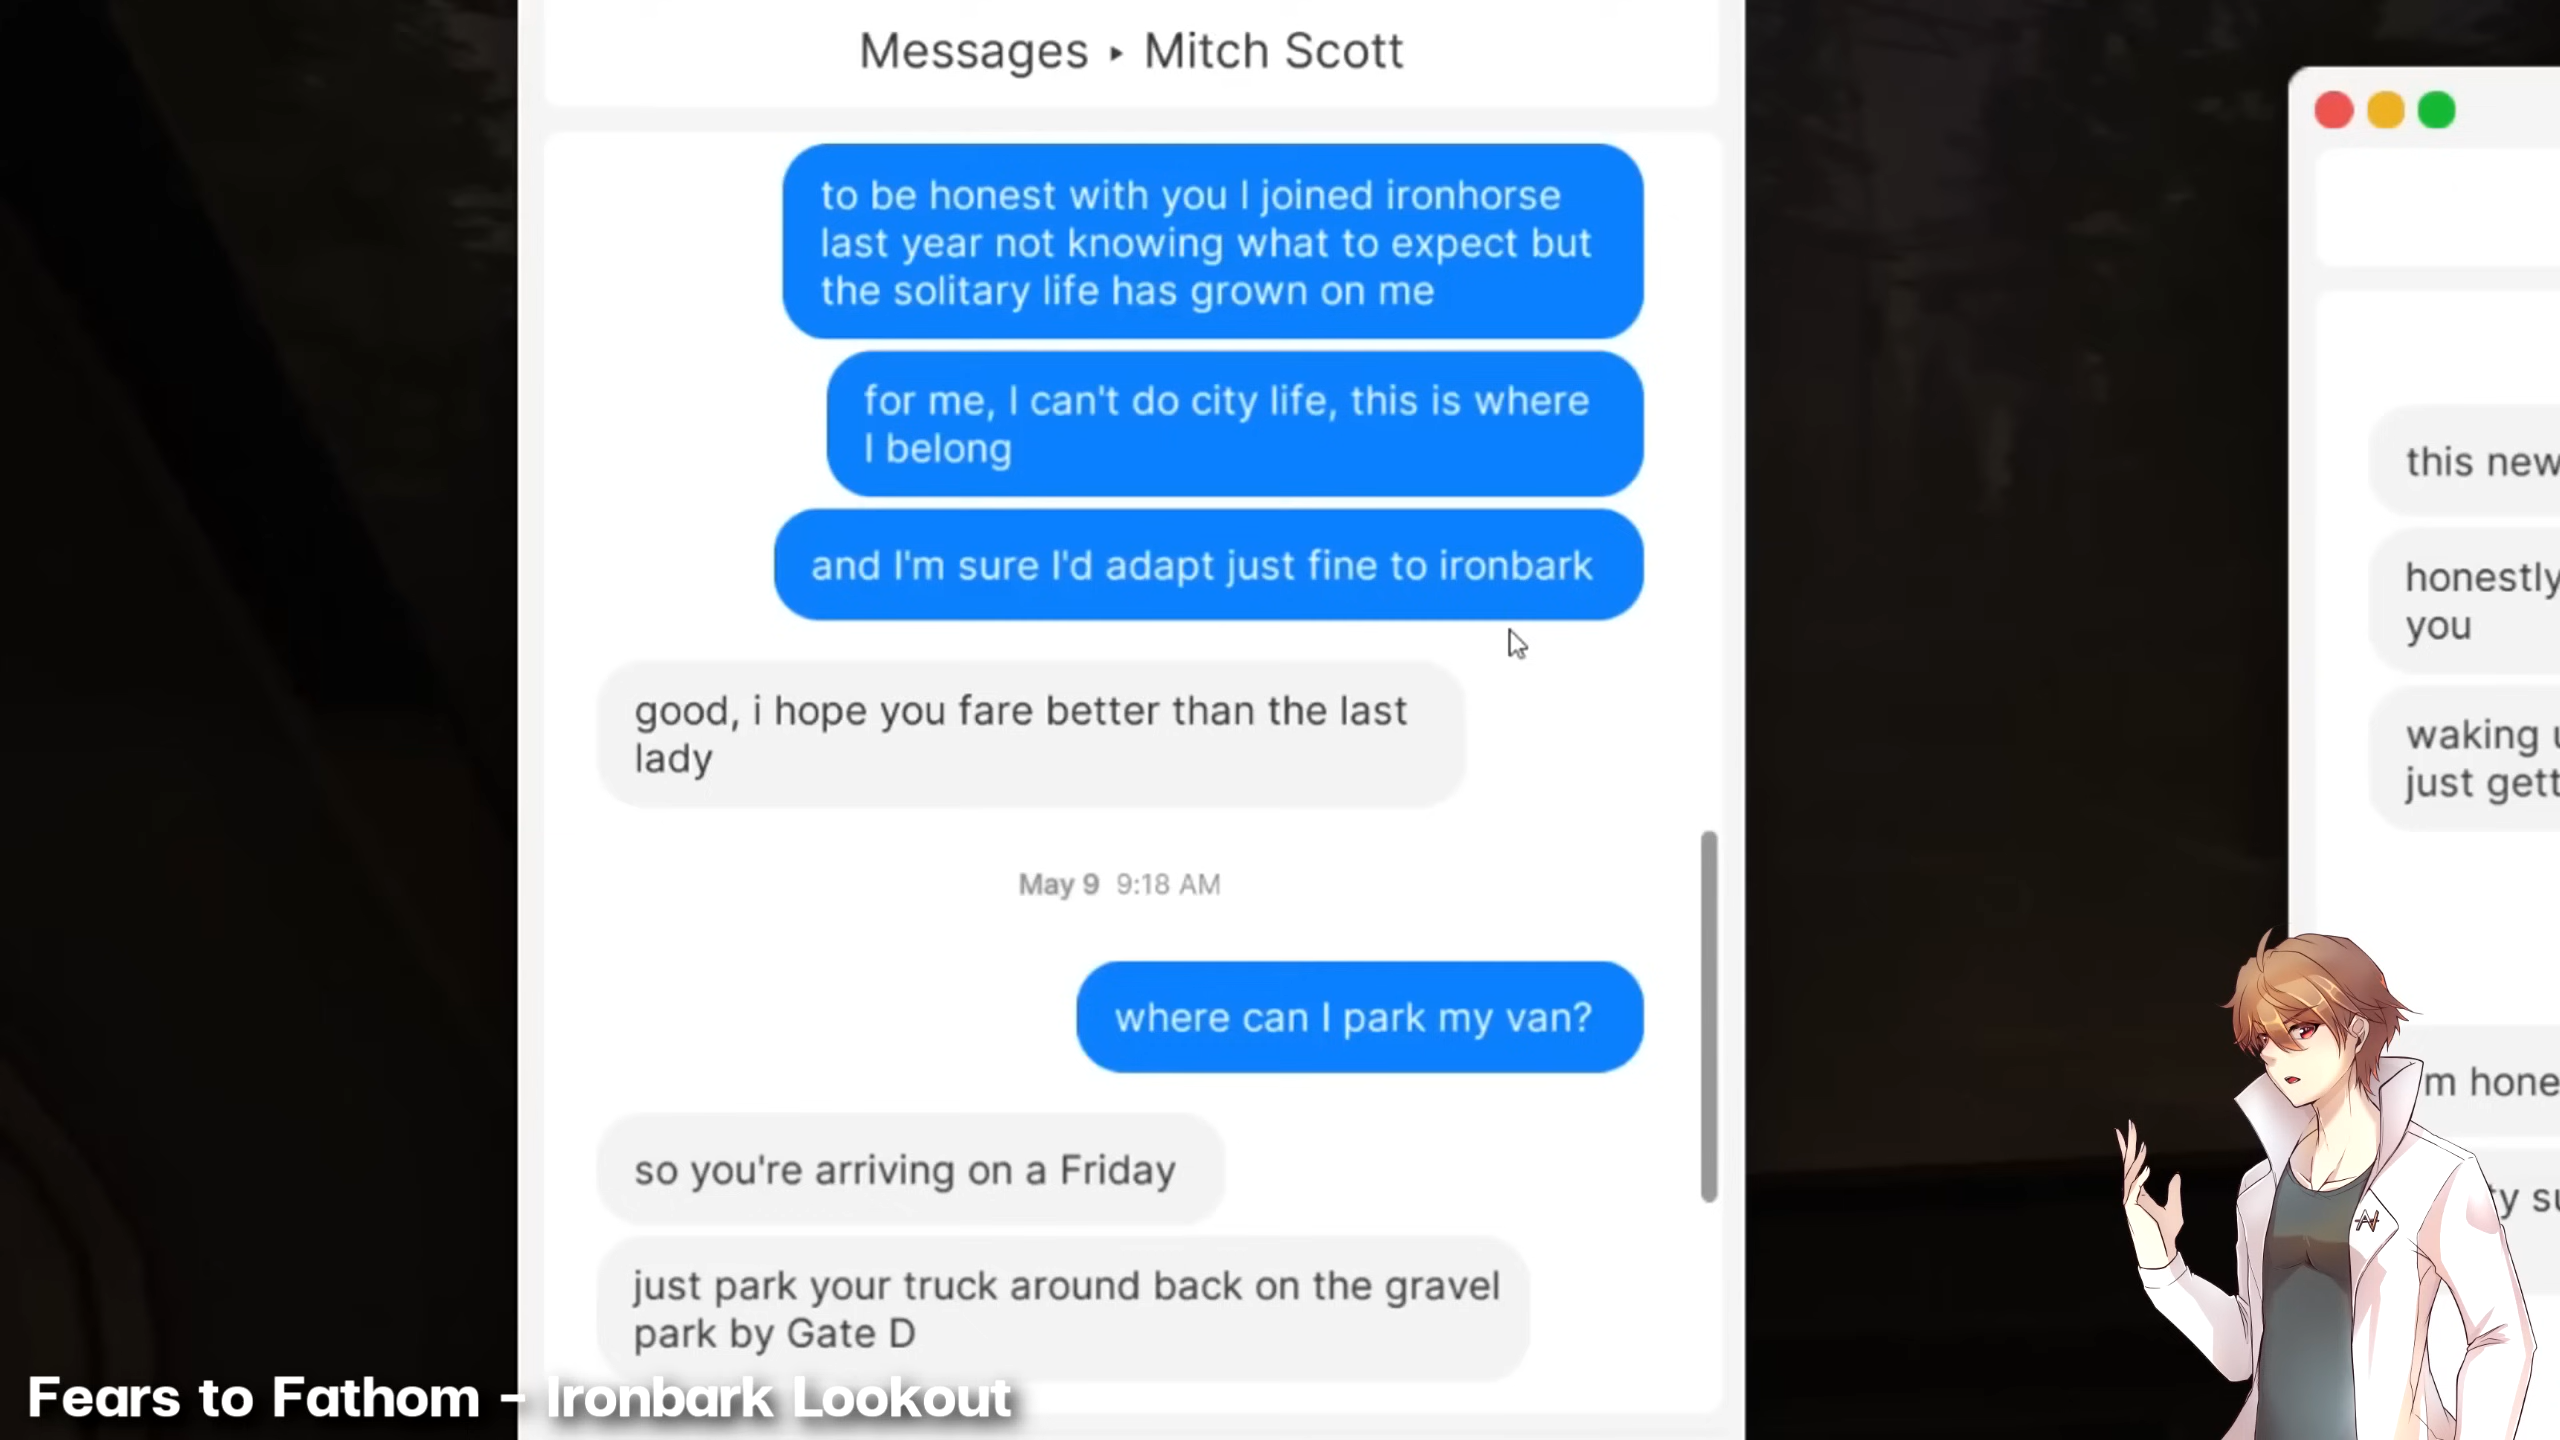 Messages ▸ Mitch Scott
to be honest with you I joined ironhorse
last year not knowing what to expect but
the solitary life has grown on me
for me, I can't do city life, this is where
I belong
and I'm sure I'd adapt just fine to ironbark
good, i hope you fare better than the last
lady
May 9 9:18 AM
where can I park my van?
so you're arriving on a Friday
just park your truck around back on the gravel
park by Gate D
this new
honestly
you
waking
just
Fears to Fathom - Ironbark Lookout